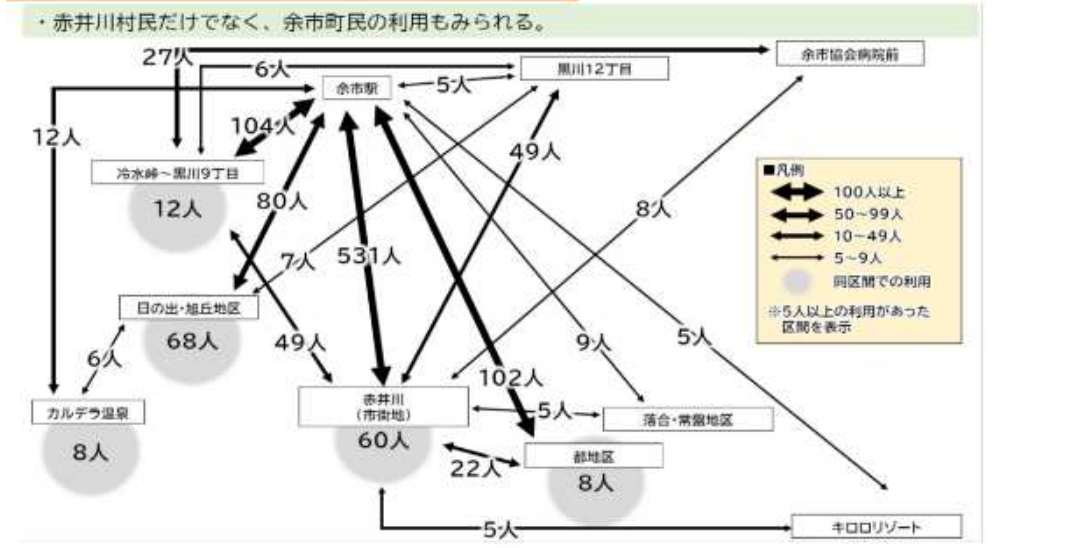 ・赤井川村民だけでなく、余市町民の利用もみられる。
27人
余市協会病院前
6人
黒川12丁目
余市駅
5人
12人
104人
49人
冷水峠～黒川9丁目
12人
80人
8人
■凡例
100人以上
50～99人
10～49人
5～9人
同区間での利用
※5人以上の利用があった
区間を表示
7人
531人
日の出・旭丘地区
68人
49人
9人
5人
6人
102人
カルデラ温泉
8人
赤井川
（市街地）
60人
5人
落合・常盤地区
22人
都地区
8人
5人
キロロリゾート